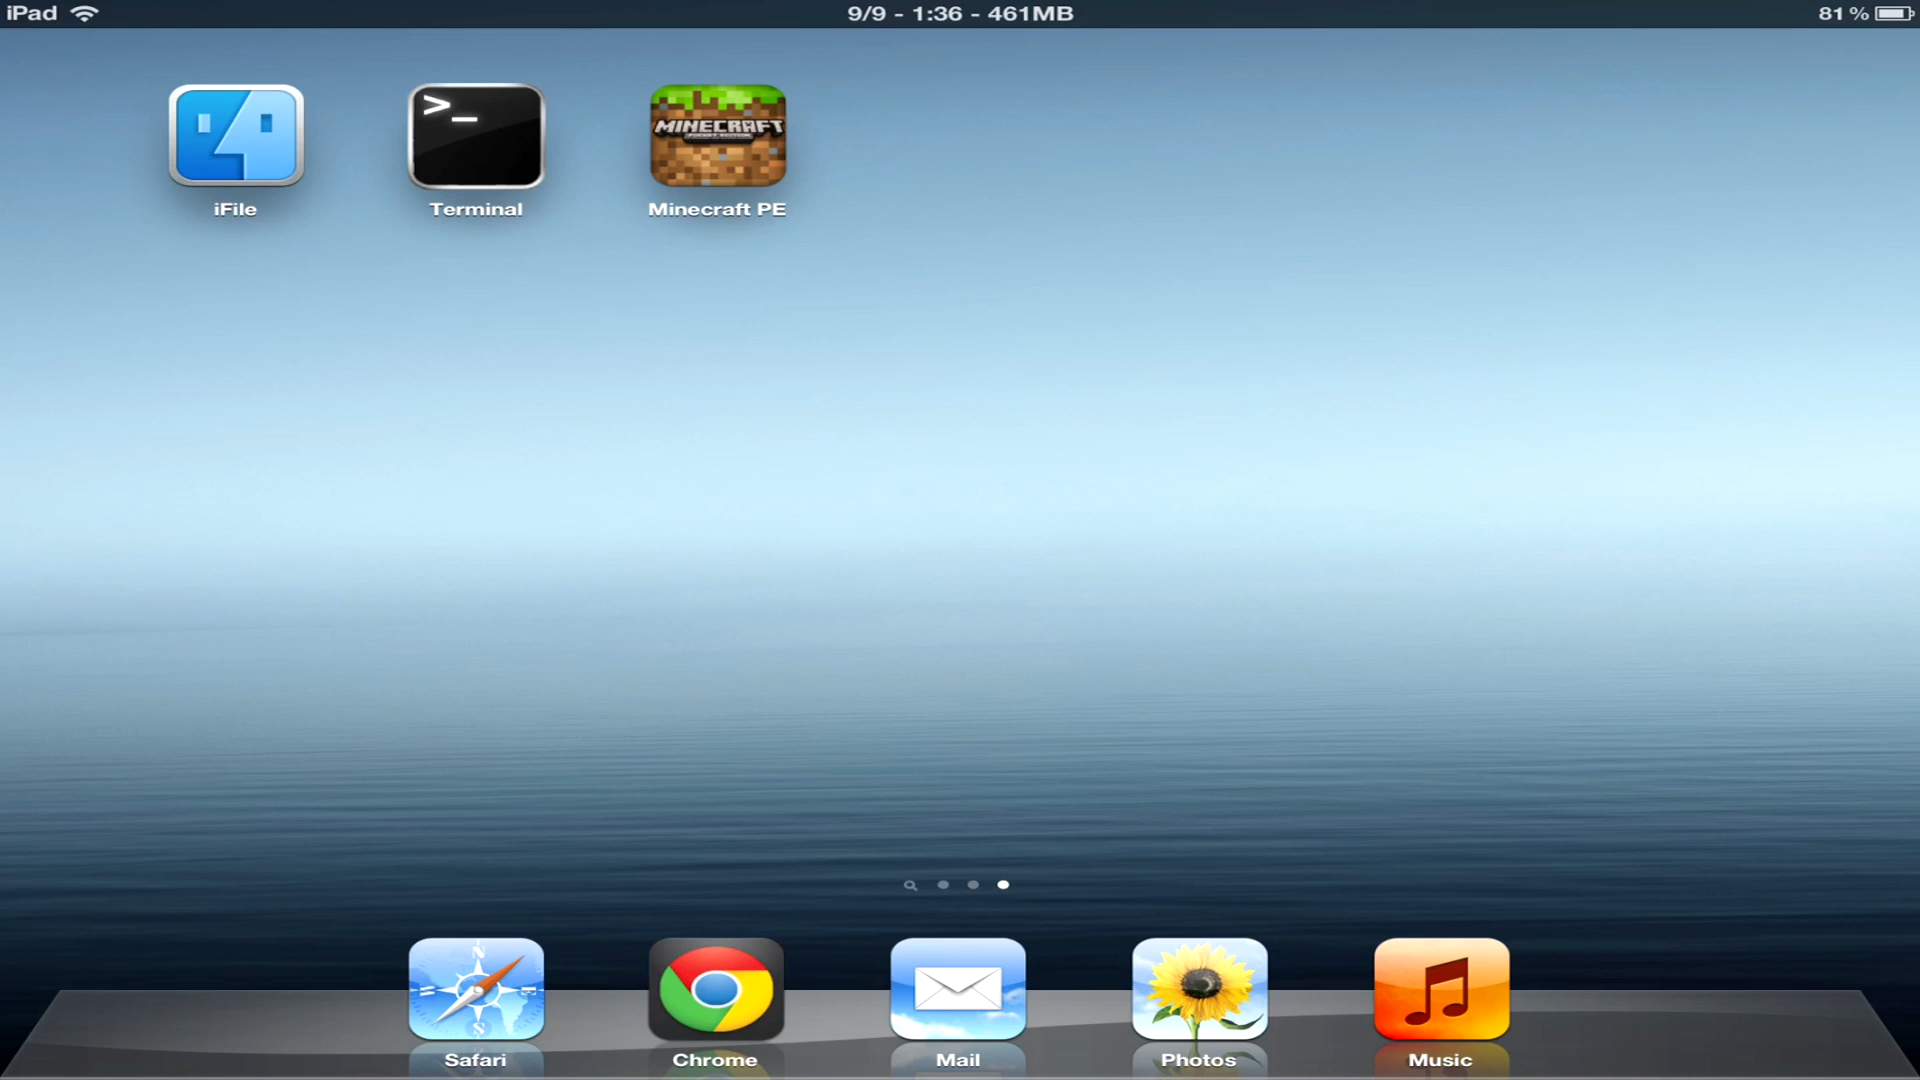 iPad 9/9 - 1:36 - 461MB 81 %
>_
MINECRAFT
POCKET EDITION
iFile Terminal Minecraft PE
N
E
S
Safari Chrome Mail Photos Music